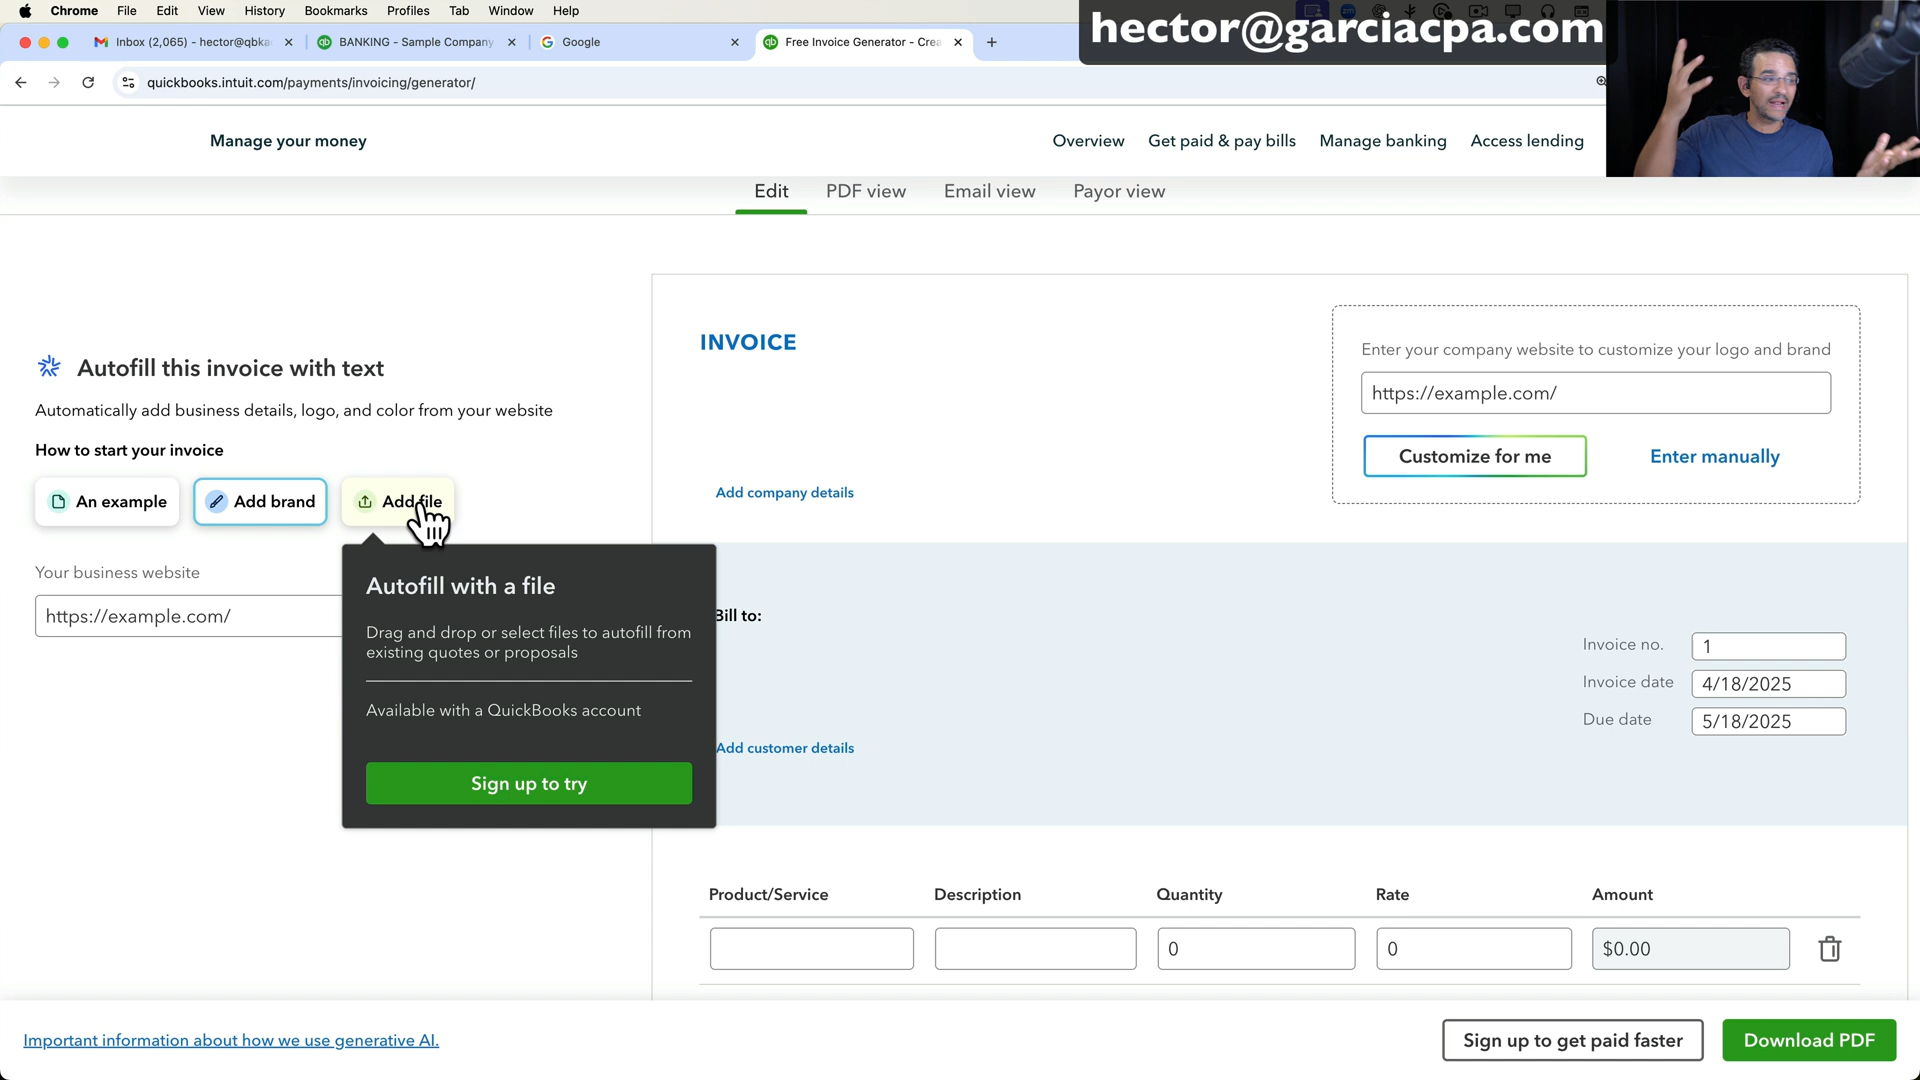 Chrome File Edit View History Bookmarks Profiles Tab Window Help
hector@garciacpa.com
Inbox (2,065) - hector@qbka
BANKING - Sample Company
Google
Free Invoice Generator - Crea
quickbooks.intuit.com/payments/invoicing/generator/
Manage your money
Overview Get paid & pay bills Manage banking Access lending
Edit PDF view Email view Payor view
Autofill this invoice with text
Automatically add business details, logo, and color from your website
How to start your invoice
An example Add brand Add file
Your business website
https://example.com/
Autofill with a file
Drag and drop or select files to autofill from
existing quotes or proposals
Available with a QuickBooks account
Sign up to try
INVOICE
Enter your company website to customize your logo and brand
https://example.com/
Customize for me Enter manually
Add company details
Bill to:
Invoice no. 1
Invoice date 4/18/2025
Due date 5/18/2025
Add customer details
Product/Service Description Quantity Rate Amount
0 0 $0.00
Important information about how we use generative AI.
Sign up to get paid faster Download PDF